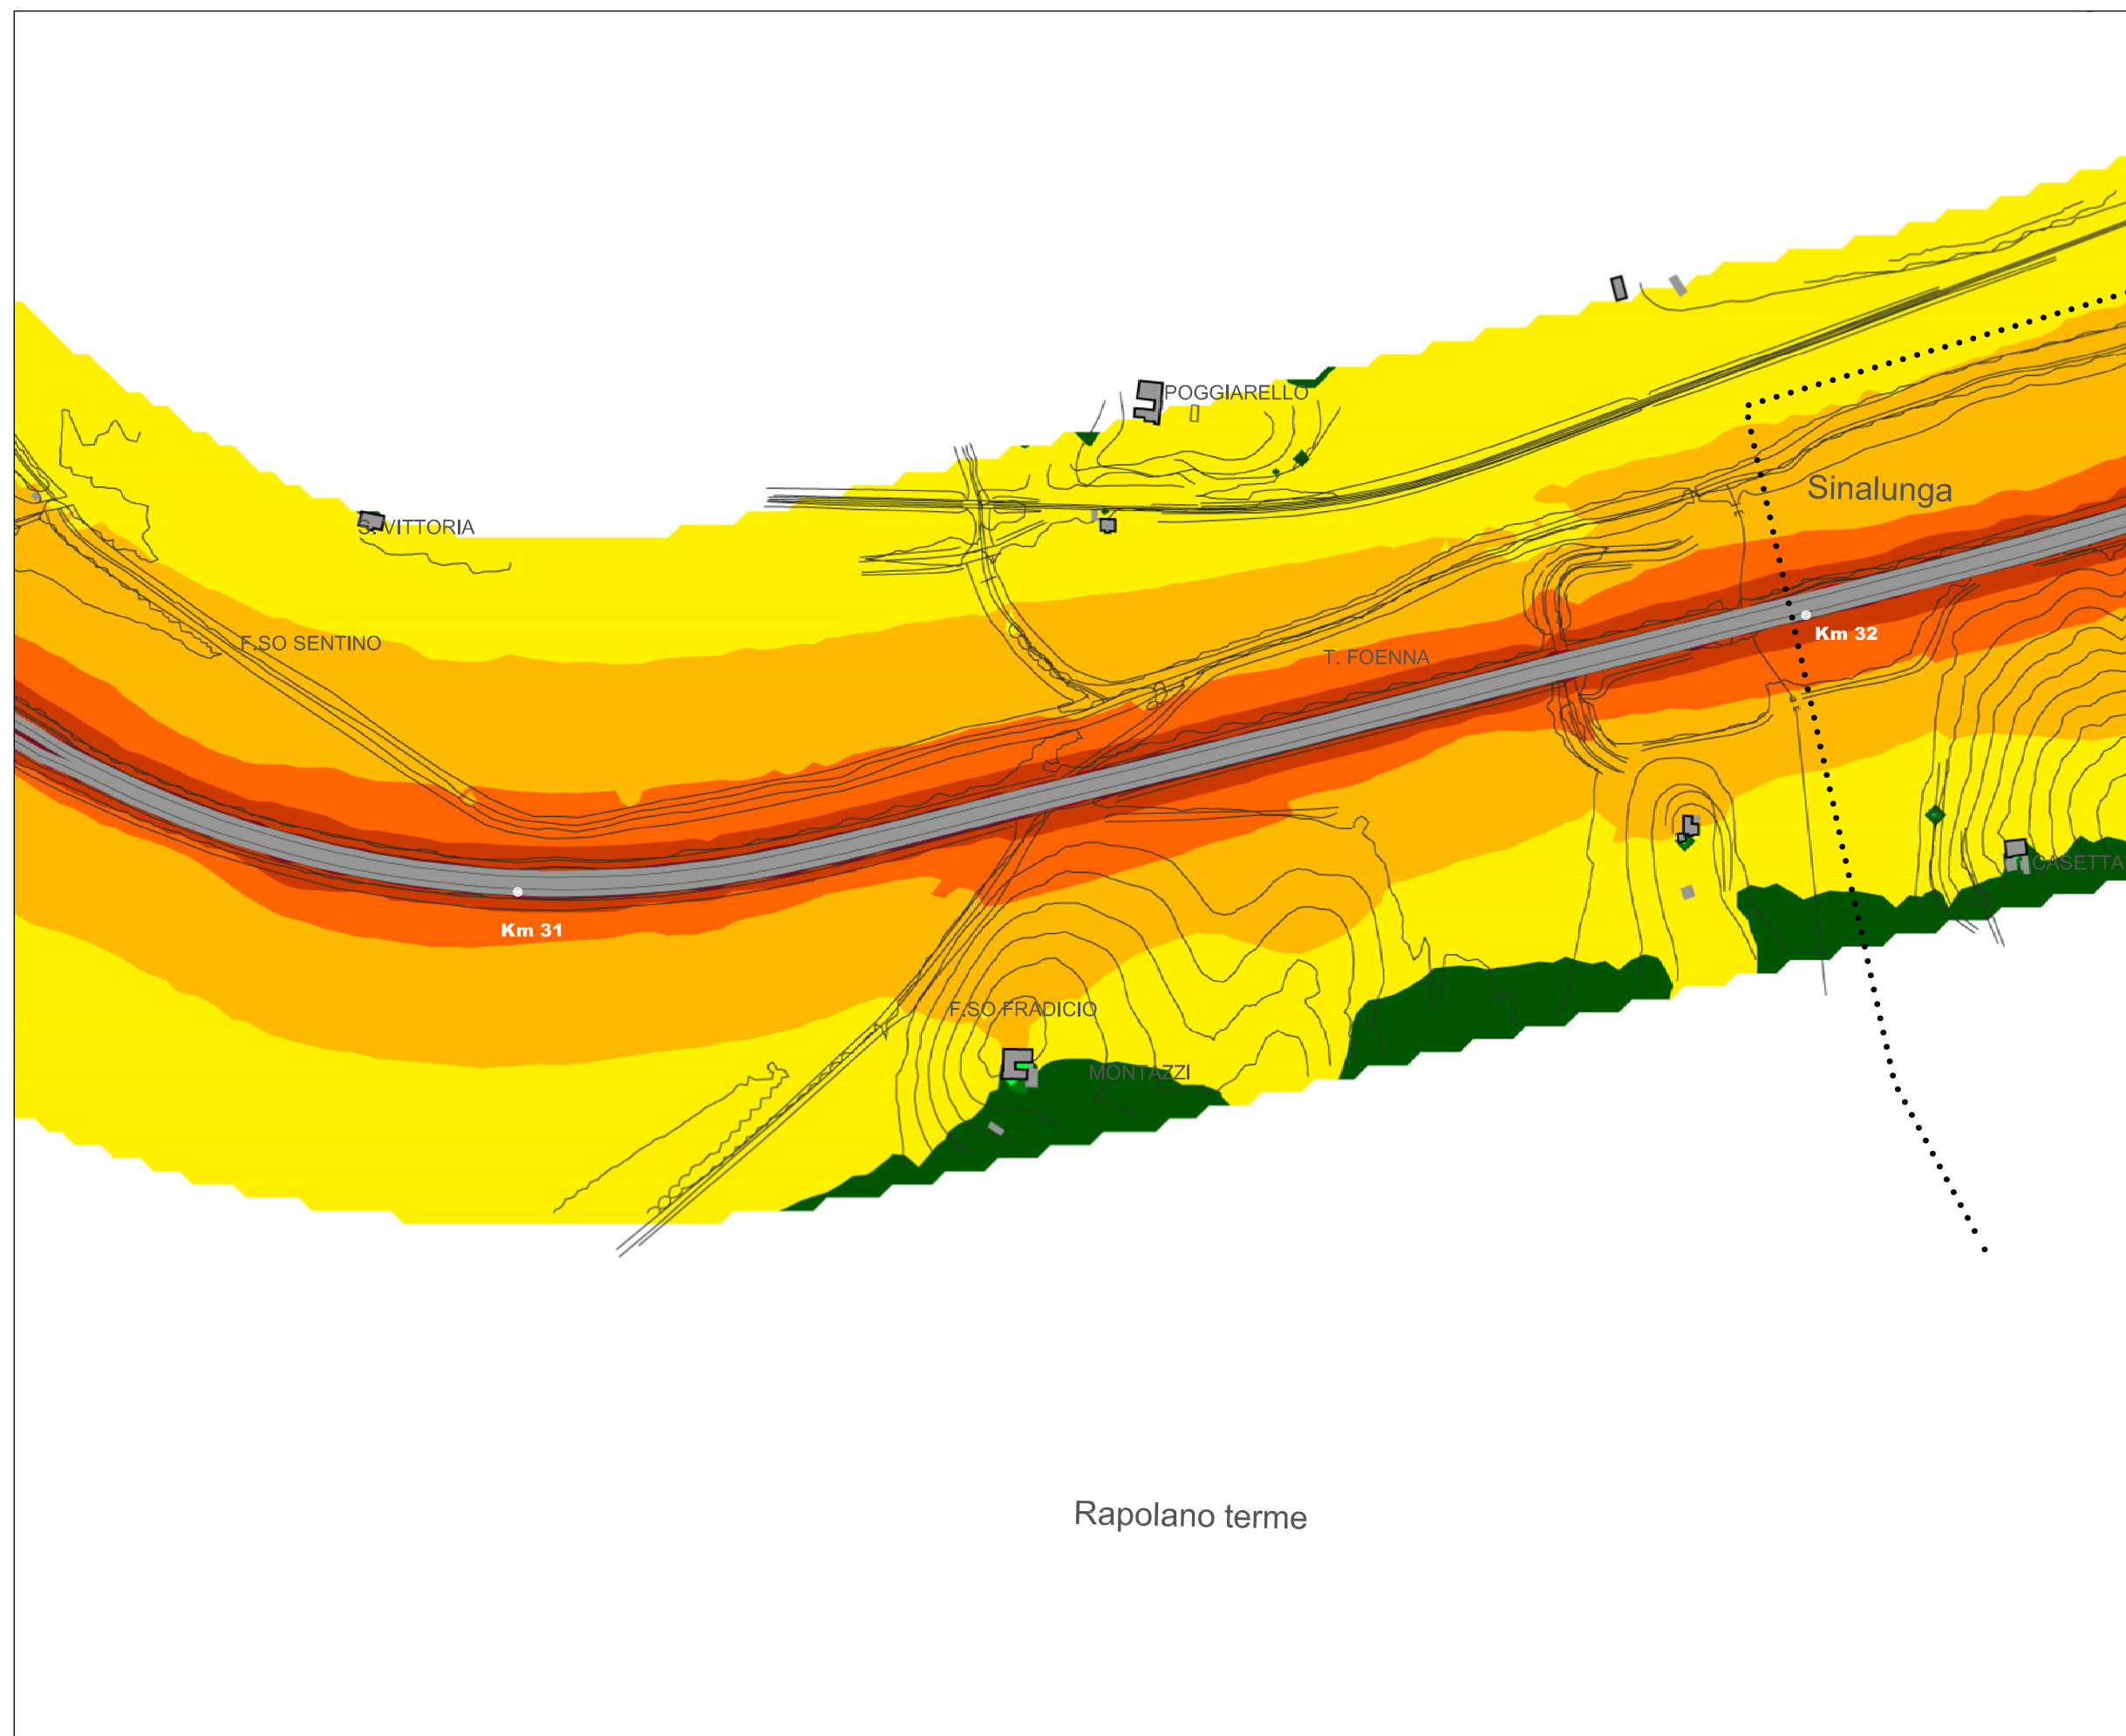 POGGIARELLO
Sinalunga
S. VITTORIA
Km 32
F.SO SENTINO
T. FOENNA
CASETTA
Km 31
F.SO FRADICIO
MONTAZZI
Rapolano terme